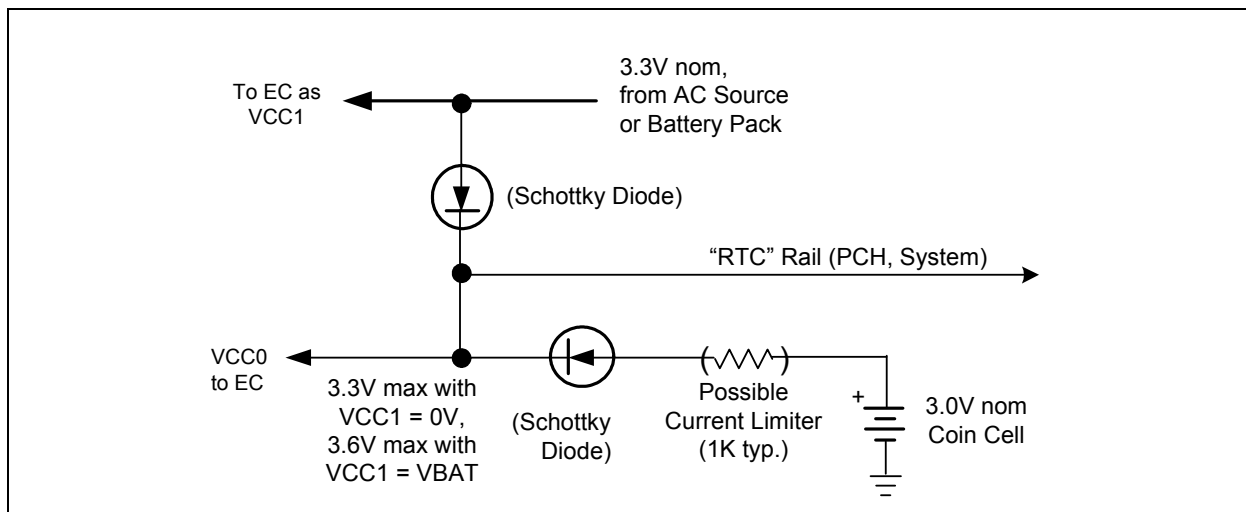 3.3V nom,
from AC Source
or Battery Pack
To EC as
VCC1
(Schottky Diode)
“RTC” Rail (PCH, System)
VCC0
to EC
3.3V max with
VCC1 = 0V,
3.6V max with
VCC1 = VBAT
(Schottky
Diode)
( )
Possible
Current Limiter
(1K typ.)
+
3.0V nom
Coin Cell